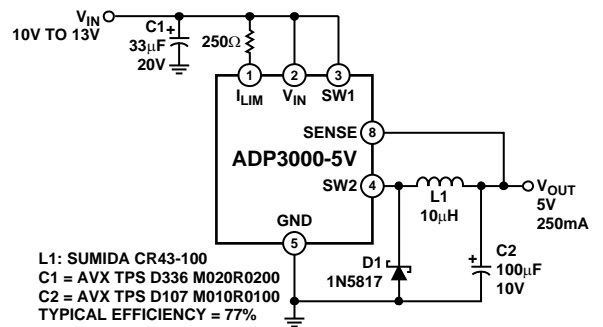 VIN
10V TO 13V
C1
+
33µF
20V
250Ω
1
2
3
ILIM
VIN
SW1
SENSE
8
ADP3000-5V
SW2
4
L1
10µH
VOUT
5V
250mA
GND
5
D1
1N5817
+
C2
100µF
10V
L1: SUMIDA CR43-100
C1 = AVX TPS D336 M020R0200
C2 = AVX TPS D107 M010R0100
TYPICAL EFFICIENCY = 77%